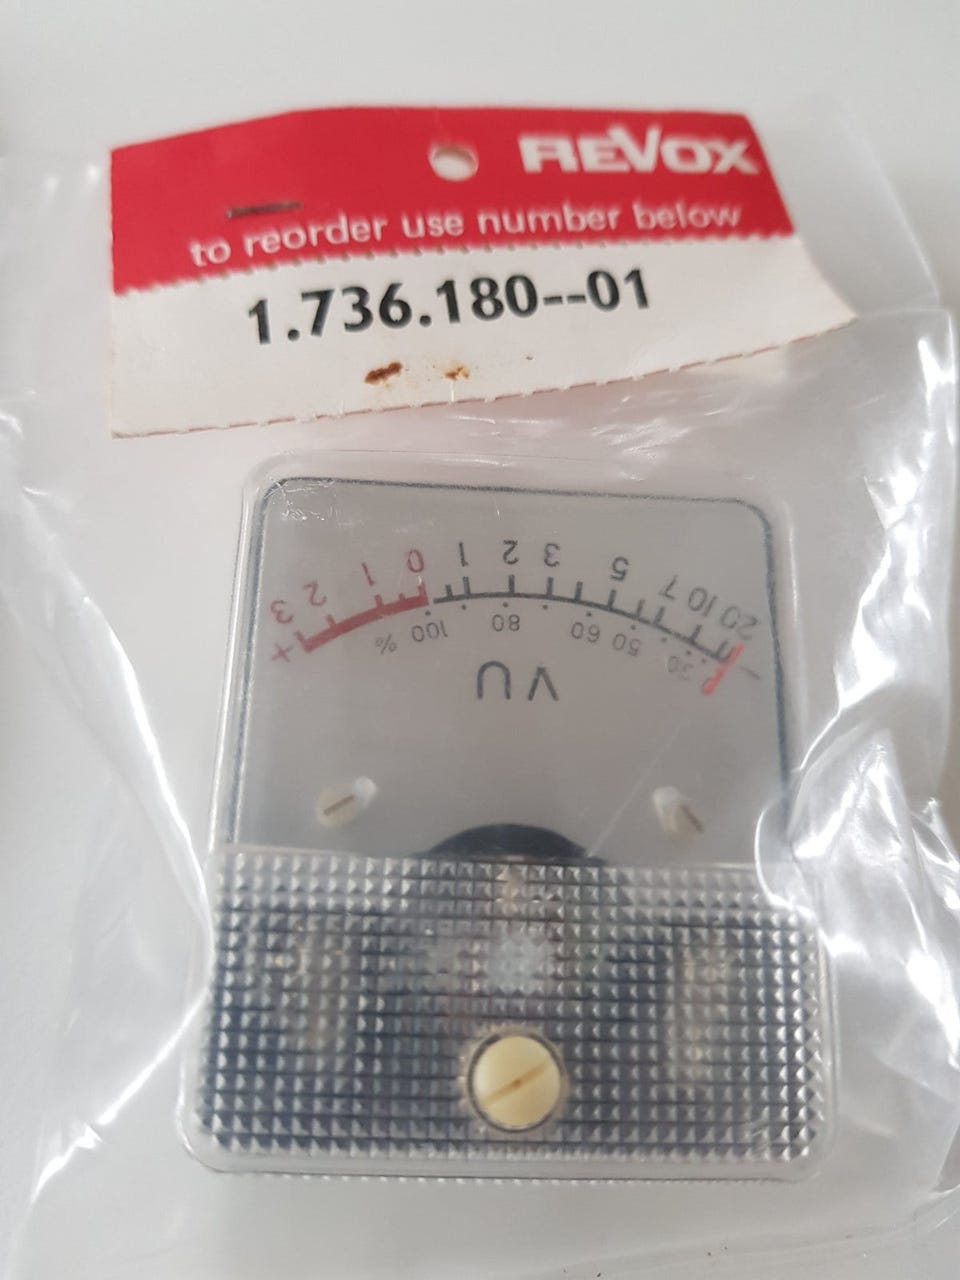 REVOX
to reorder use number below
1.736.180--01
- 20 10 7 5 3 2 1 0 1 2 3 +
30 50 60 80 100 %
VU